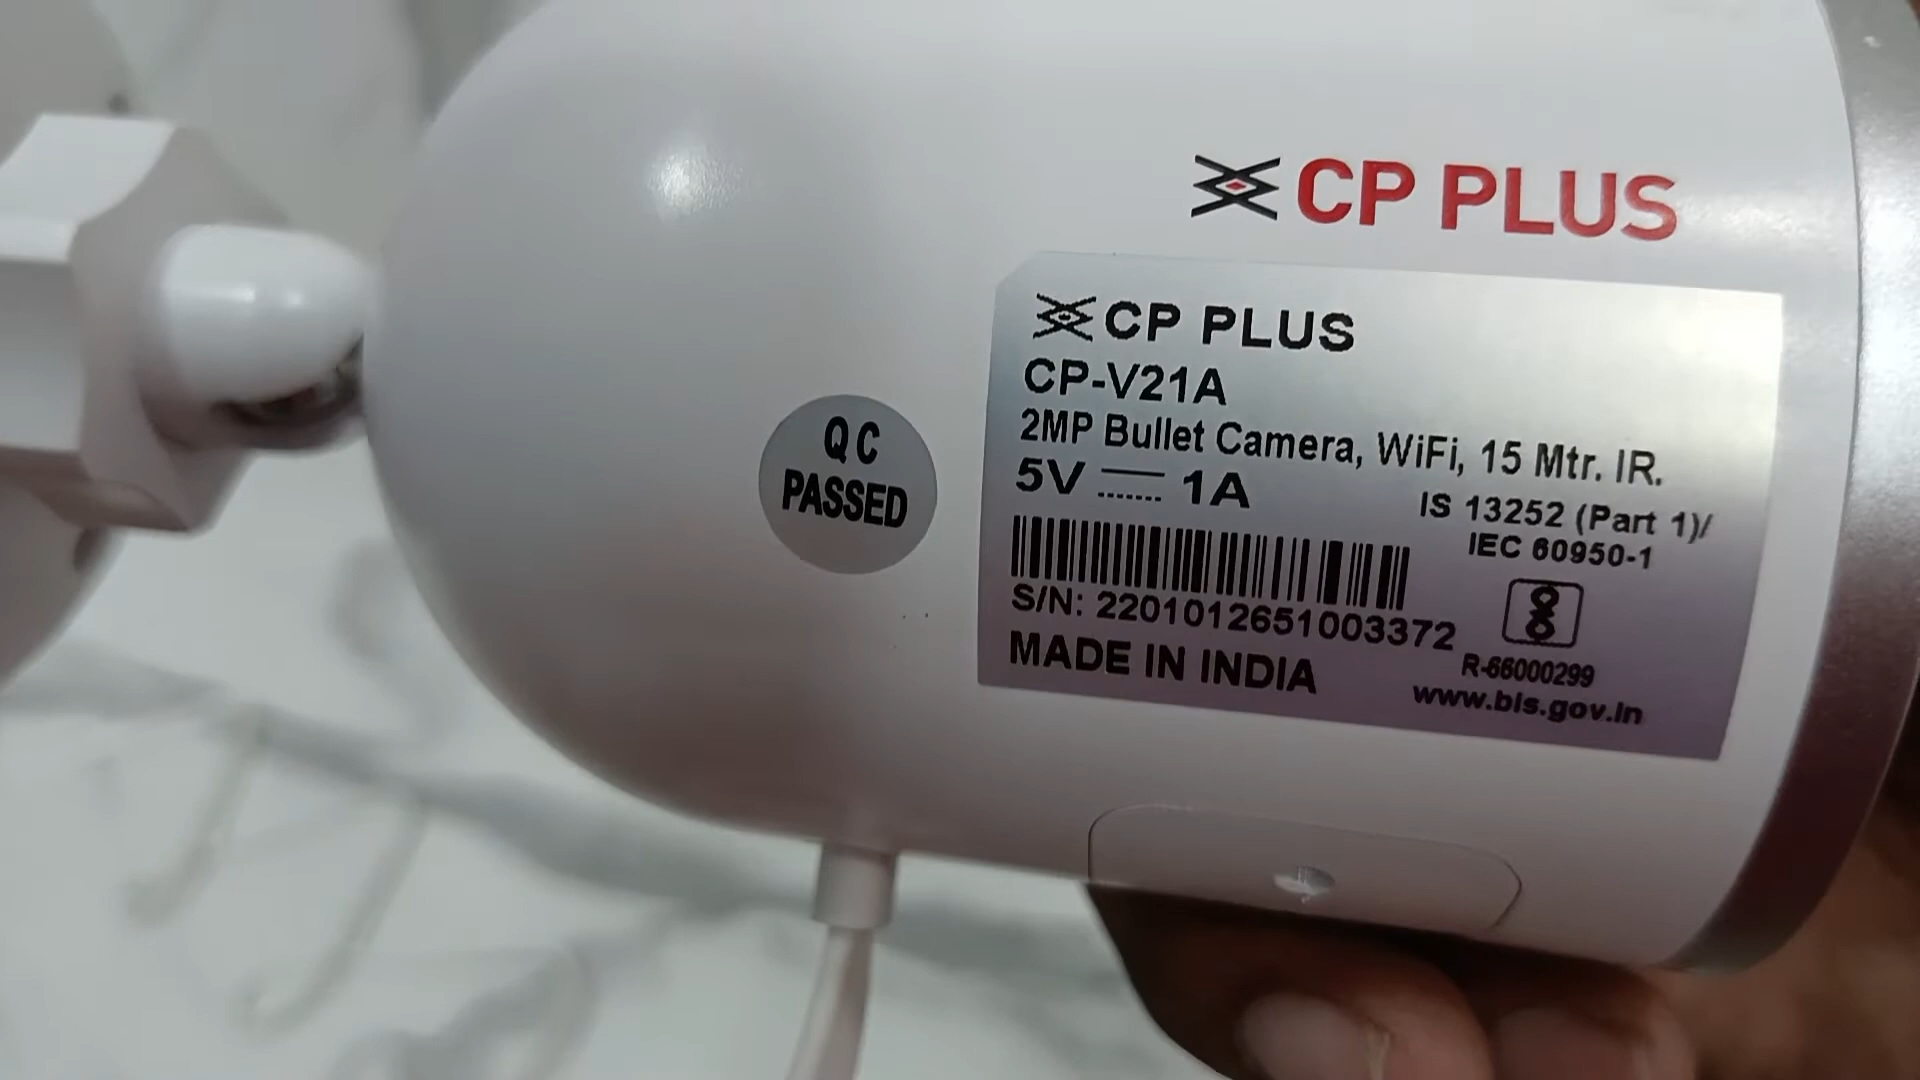 CP PLUS
CP PLUS
CP-V21A
2MP Bullet Camera, WiFi, 15 Mtr. IR.
5V 1A
IS 13252 (Part 1)/
IEC 60950-1
S/N: 2201012651003372
MADE IN INDIA
R-66000299
www.bis.gov.in
QC
PASSED